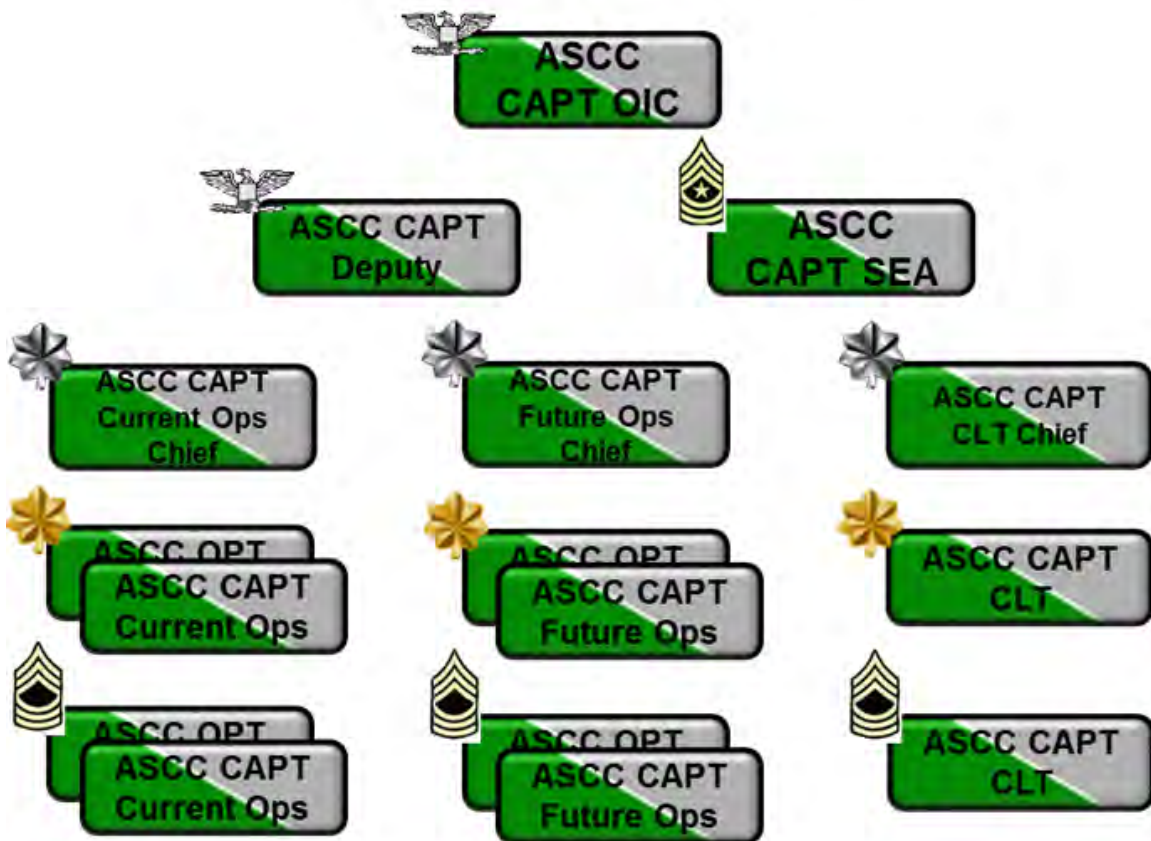 ASCC
CAPT OIC
ASCC CAPT
Deputy
ASCC
CAPT SEA
ASCC CAPT
Current Ops
Chief
ASCC CAPT
Future Ops
Chief
ASCC CAPT
CLT Chief
ASCC OPT
ASCC CAPT
Current Ops
ASCC OPT
ASCC CAPT
Future Ops
ASCC CAPT
CLT
ASCC OPT
ASCC CAPT
Current Ops
ASCC OPT
ASCC CAPT
Future Ops
ASCC CAPT
CLT